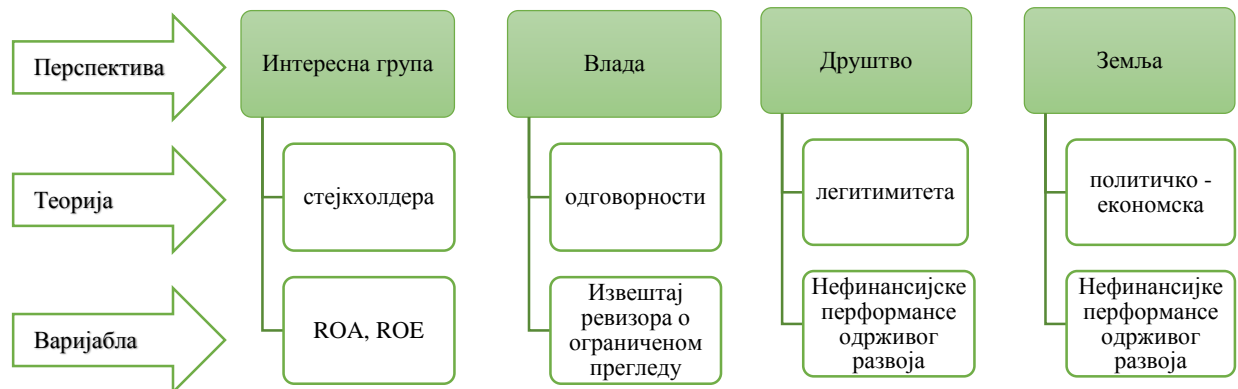 Перспектива
Интересна група
Влада
Друштво
Земља
Теорија
стејкхолдера
одговорности
легитимитета
политичко -
економска
Варијабла
ROA, ROE
Извештај
ревизора о
ограниченом
прегледу
Нефинансијске
перформансе
одрживог
развоја
Нефинансијке
перформансе
одрживог
развоја